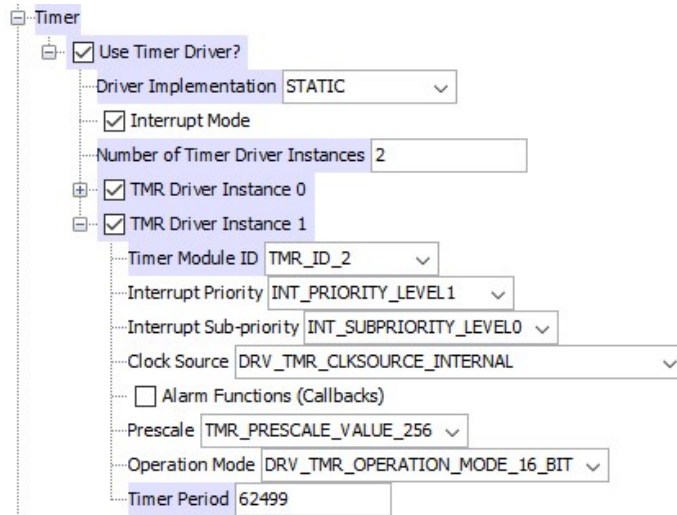 Timer
Use Timer Driver?
Driver Implementation STATIC
Interrupt Mode
Number of Timer Driver Instances 2
TMR Driver Instance 0
TMR Driver Instance 1
Timer Module ID TMR_ID_2
Interrupt Priority INT_PRIORITY_LEVEL1
Interrupt Sub-priority INT_SUBPRIORITY_LEVEL0
Clock Source DRV_TMR_CLKSOURCE_INTERNAL
Alarm Functions (Callbacks)
Prescale TMR_PRESCALE_VALUE_256
Operation Mode DRV_TMR_OPERATION_MODE_16_BIT
Timer Period 62499